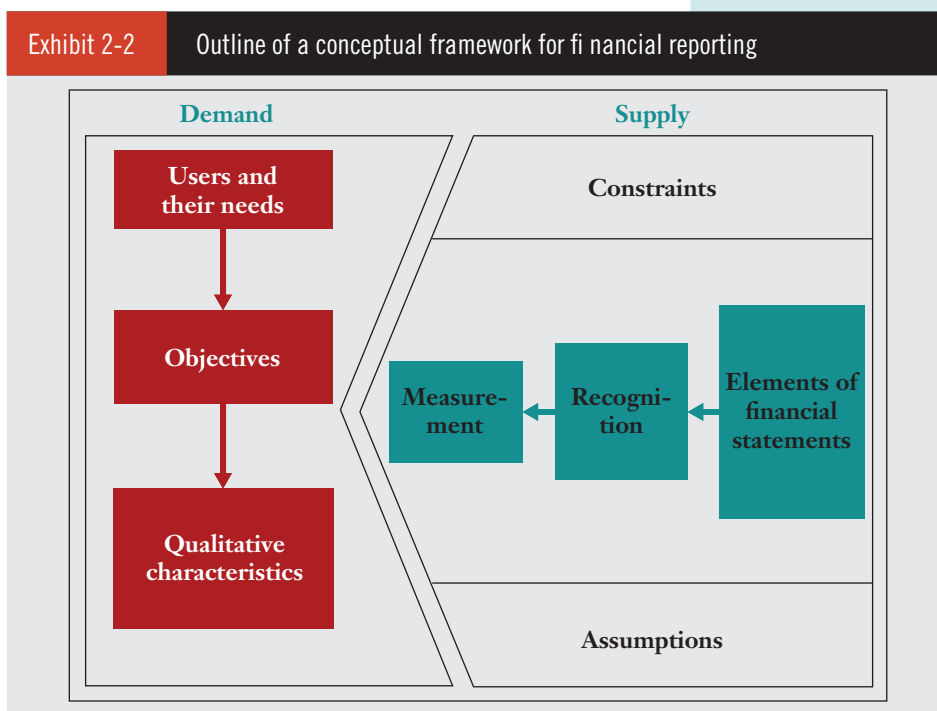 Exhibit 2-2
Outline of a conceptual framework for fi nancial reporting
Demand
Users and
their needs
Objectives
Qualitative
characteristics
Supply
Constraints
Measure-
ment
Recogni-
tion
Elements of
financial
statements
Assumptions